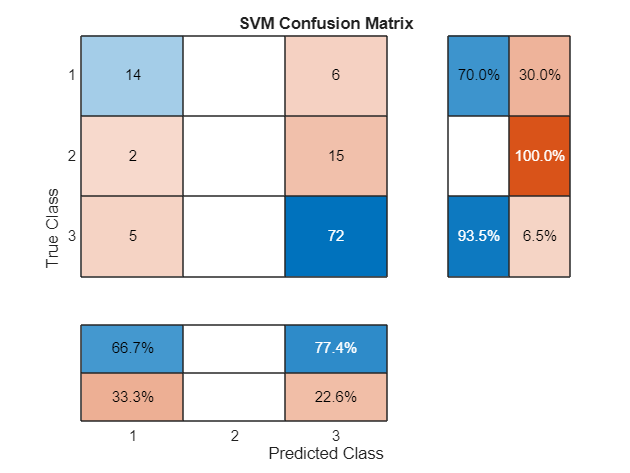 SVM Confusion Matrix
1 14 6 70.0% 30.0%
2 2 15 100.0%
3 5 72 93.5% 6.5%
True Class
66.7% 77.4%
33.3% 22.6%
1 2 3
Predicted Class